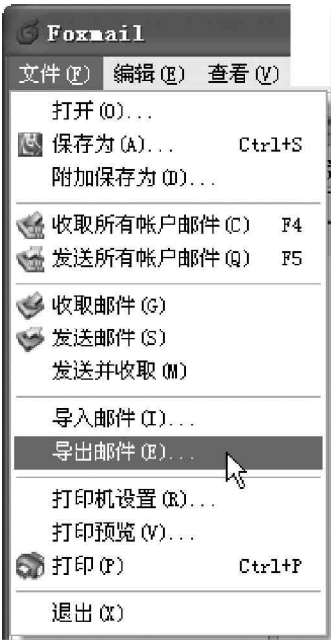 Foxmail
文件(F) 编辑(E) 查看(V)
打开(O)...
保存为(A)... Ctrl+S
附加保存为(D)...
收取所有帐户邮件(C) F4
发送所有帐户邮件(Q) F5
收取邮件(G)
发送邮件(S)
发送并收取(M)
导入邮件(I)...
导出邮件(E)...
打印机设置(R)...
打印预览(V)...
打印(P) Ctrl+P
退出(X)